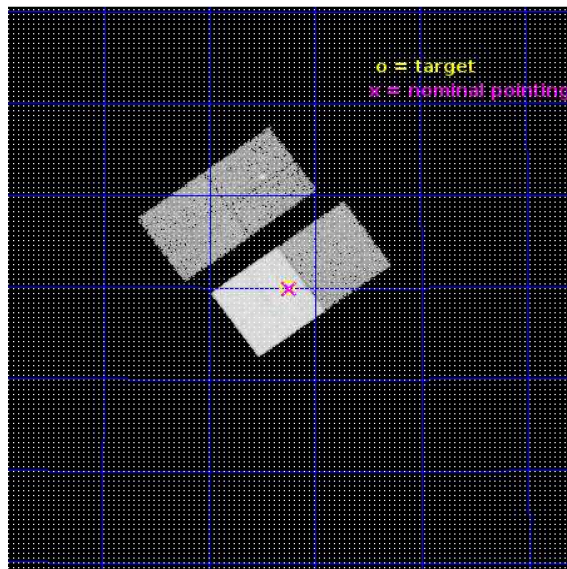 o = target
x = nominal pointing